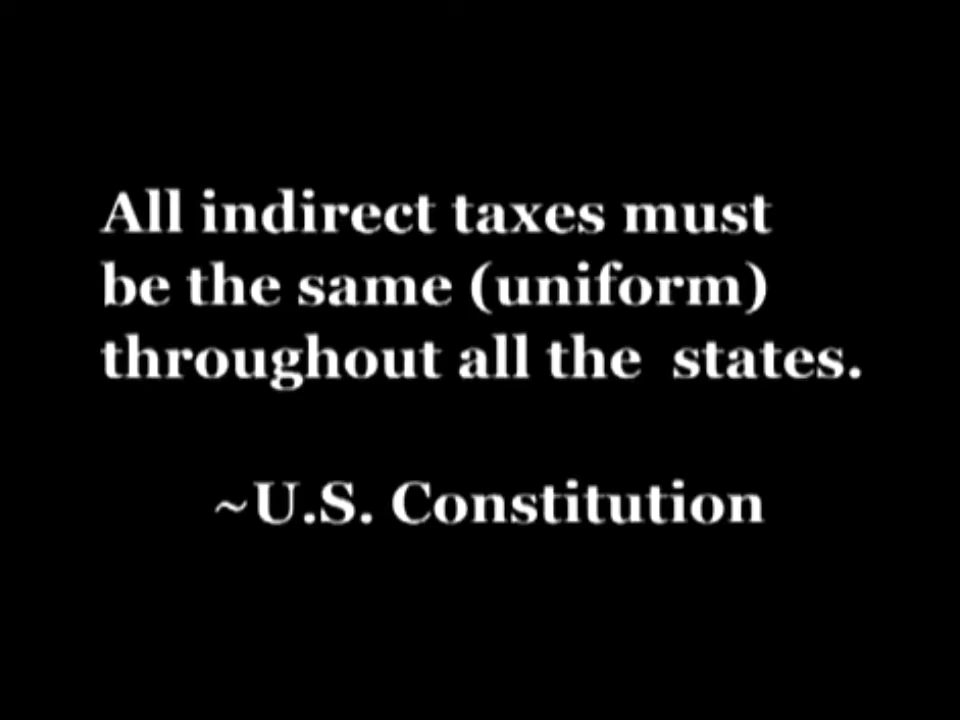 All indirect taxes must
be the same (uniform)
throughout all the  states.
~U.S. Constitution